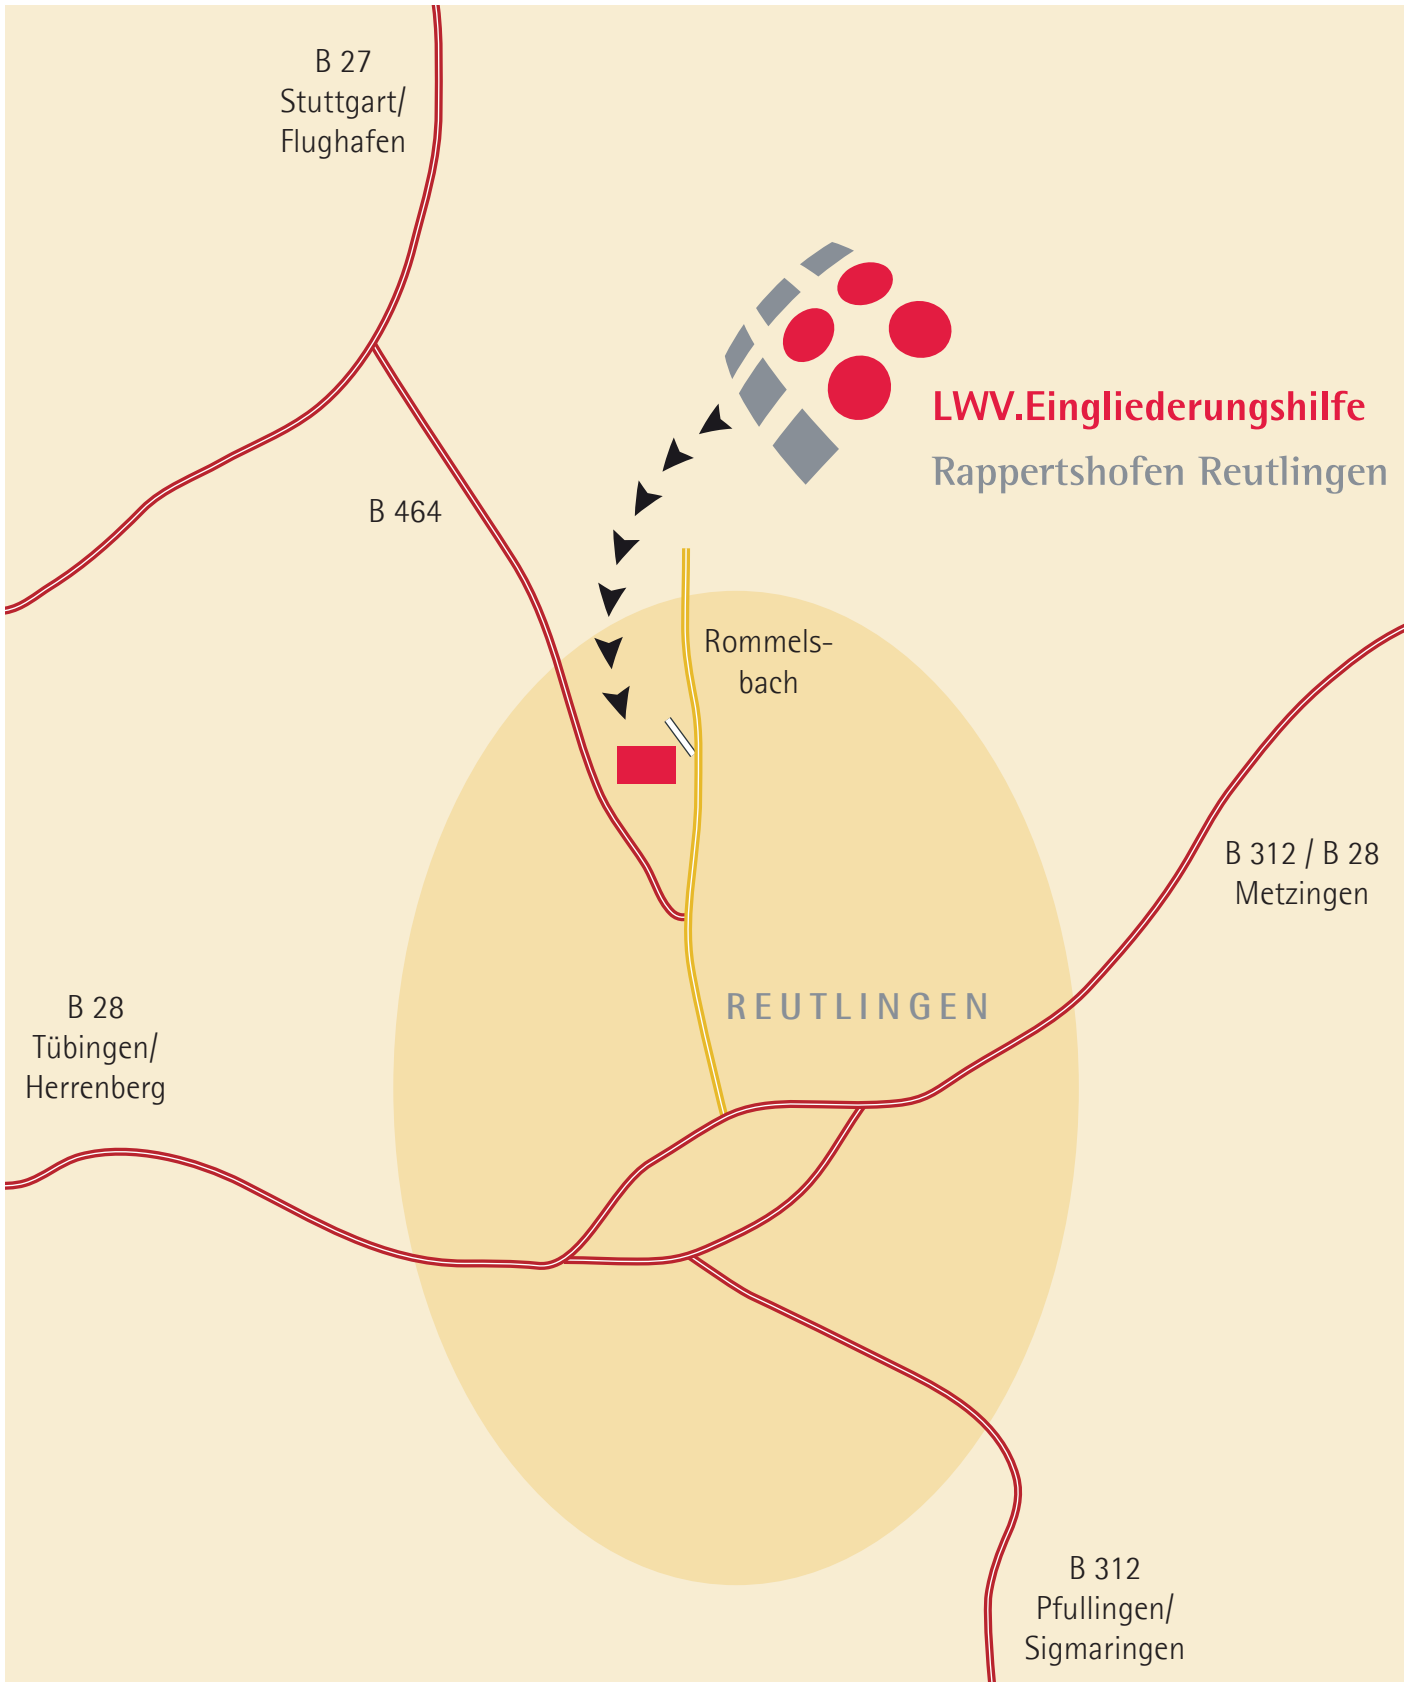 B 27
Stuttgart/
Flughafen
LWV.Eingliederungshilfe
Rappertshofen Reutlingen
B 464
Rommels-
bach
B 312 / B 28
Metzingen
REUTLINGEN
B 28
Tübingen/
Herrenberg
B 312
Pfullingen/
Sigmaringen